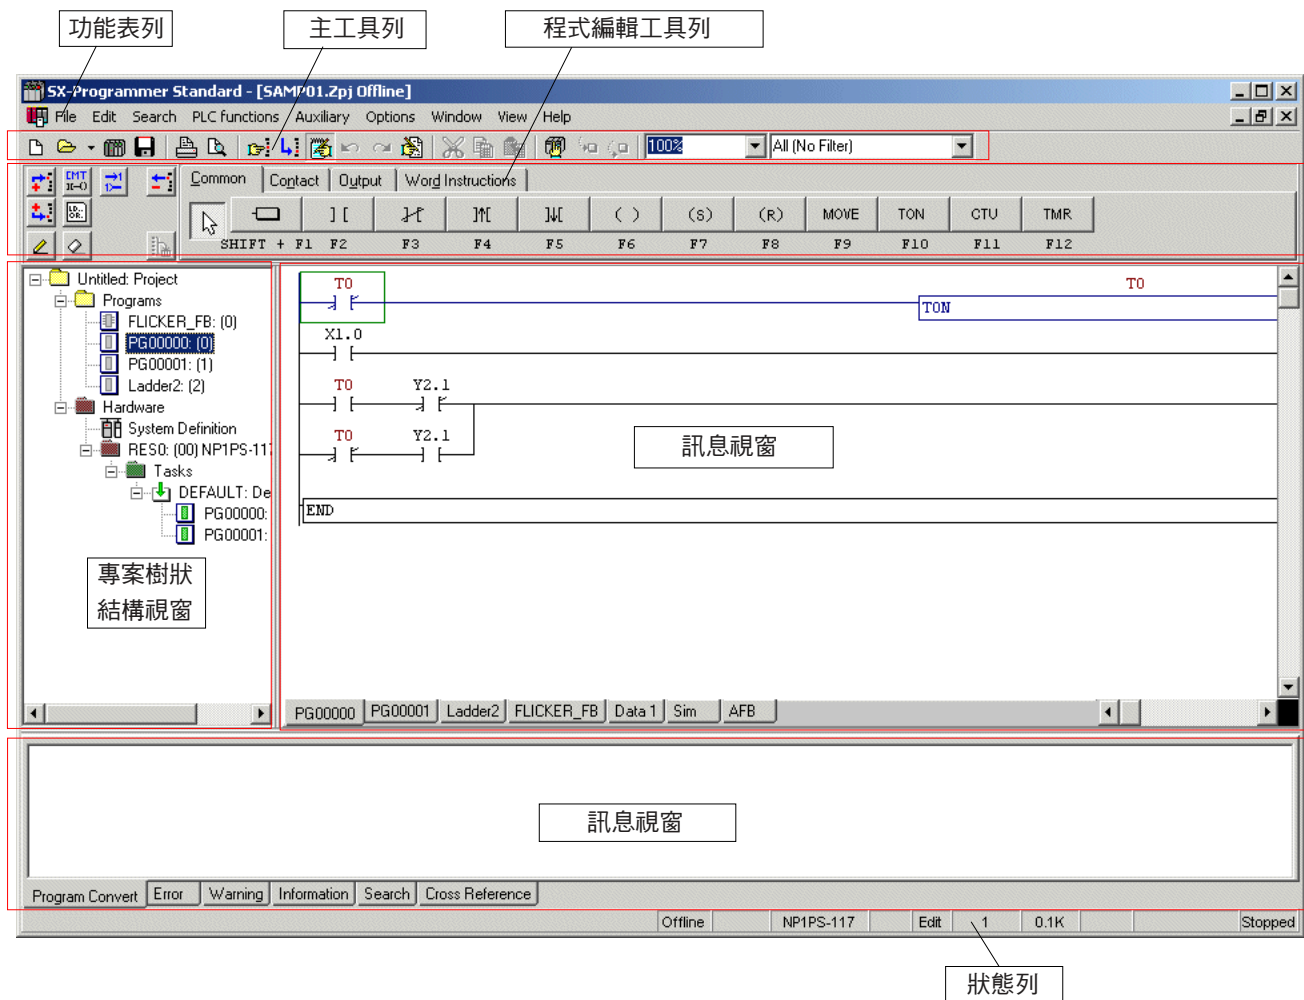 功能表列 主工具列 程式編輯工具列
SX-Programmer Standard - [SAMP01.Zpj Offline]
File Edit Search PLC functions Auxiliary Options Window View Help
100% All (No Filter)
CMT
LD..
OR.
Common Contact Output Word Instructions
( ) (S) (R) MOVE TON CTU TMR
SHIFT + F1 F2 F3 F4 F5 F6 F7 F8 F9 F10 F11 F12
Untitled: Project
Programs
FLICKER_FB: (0)
PG00000: (0)
PG00001: (1)
Ladder2: (2)
Hardware
System Definition
RES0: (00) NP1PS-117
Tasks
DEFAULT: De
PG00000:
PG00001:
專案樹狀
結構視窗
T0 T0
TON
X1.0
T0 Y2.1
T0 Y2.1
訊息視窗
END
PG00000 PG00001 Ladder2 FLICKER_FB Data 1 Sim AFB
訊息視窗
Program Convert Error Warning Information Search Cross Reference
Offline NP1PS-117 Edit 1 0.1K Stopped
狀態列